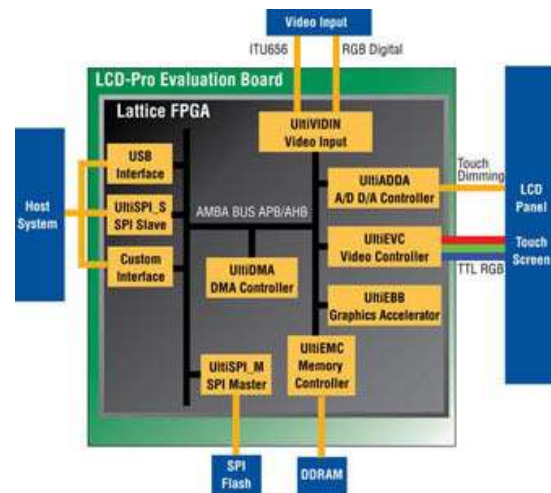 Video Input
ITU656
RGB Digital
LCD-Pro Evaluation Board
Lattice FPGA
UltiVIDIN
Video Input
USB
Interface
UltiSPI_S
SPI Slave
Custom
Interface
Host
System
AMBA BUS APB/AHB
UltiADDA
A/D D/A Controller
Touch
Dimming
LCD
Panel
UltiDMA
DMA Controller
UltiEVC
Video Controller
TTL RGB
Touch
Screen
UltiEBB
Graphics Accelerator
UltiSPI_M
SPI Master
UltiEMC
Memory
Controller
SPI
Flash
DDRAM